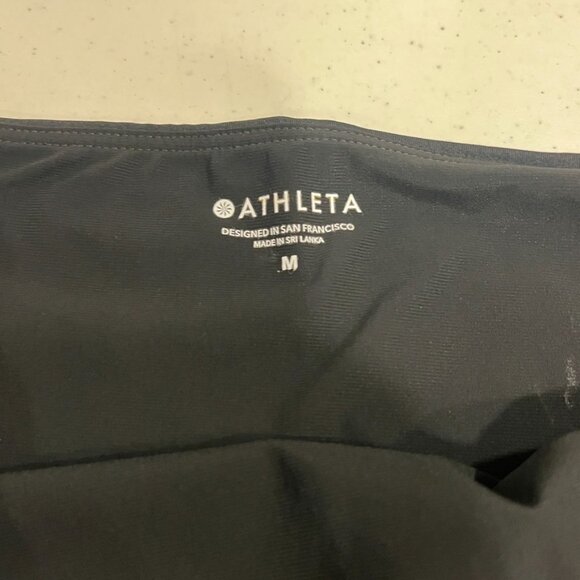 ATHLETA
DESIGNED IN SAN FRANCISCO
MADE IN SRI LANKA
M